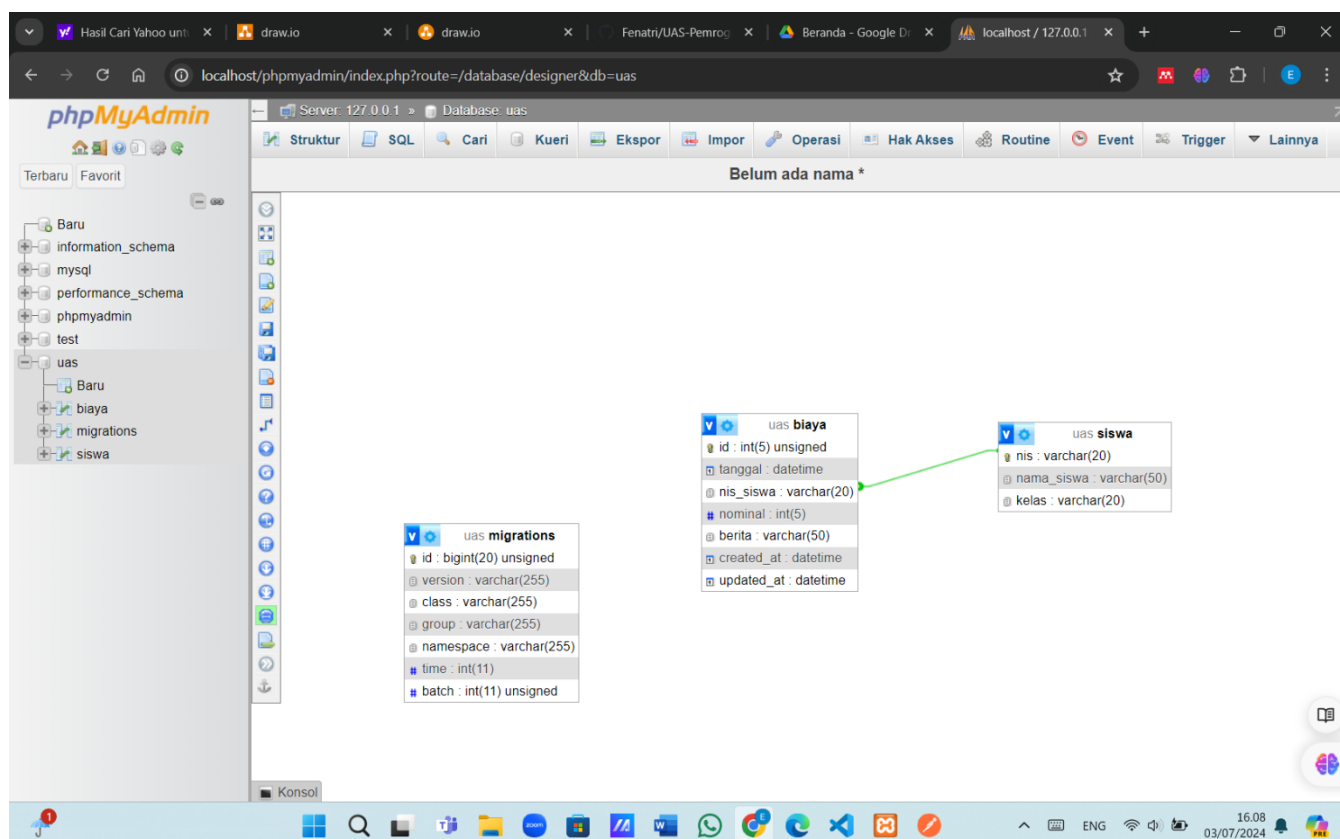 Hasil Cari Yahoo unt
draw.io
draw.io
Fenatri/UAS-Pemrog
Beranda - Google Dr
localhost / 127.0.0.1
localhost/phpmyadmin/index.php?route=/database/designer&db=uas
E
phpMyAdmin
Terbaru Favorit
Baru
information_schema
mysql
performance_schema
phpmyadmin
test
uas
Baru
biaya
migrations
siswa
Server: 127.0.0.1 » Database: uas
Struktur SQL Cari Kueri Ekspor Impor Operasi Hak Akses Routine Event Trigger Lainnya
Belum ada nama *
uas biaya
id : int(5) unsigned
tanggal : datetime
nis_siswa : varchar(20)
nominal : int(5)
berita : varchar(50)
created_at : datetime
updated_at : datetime
uas siswa
nis : varchar(20)
nama_siswa : varchar(50)
kelas : varchar(20)
uas migrations
id : bigint(20) unsigned
version : varchar(255)
class : varchar(255)
group : varchar(255)
namespace : varchar(255)
time : int(11)
batch : int(11) unsigned
Konsol
1
zoom
ENG
16.08
03/07/2024
PRE